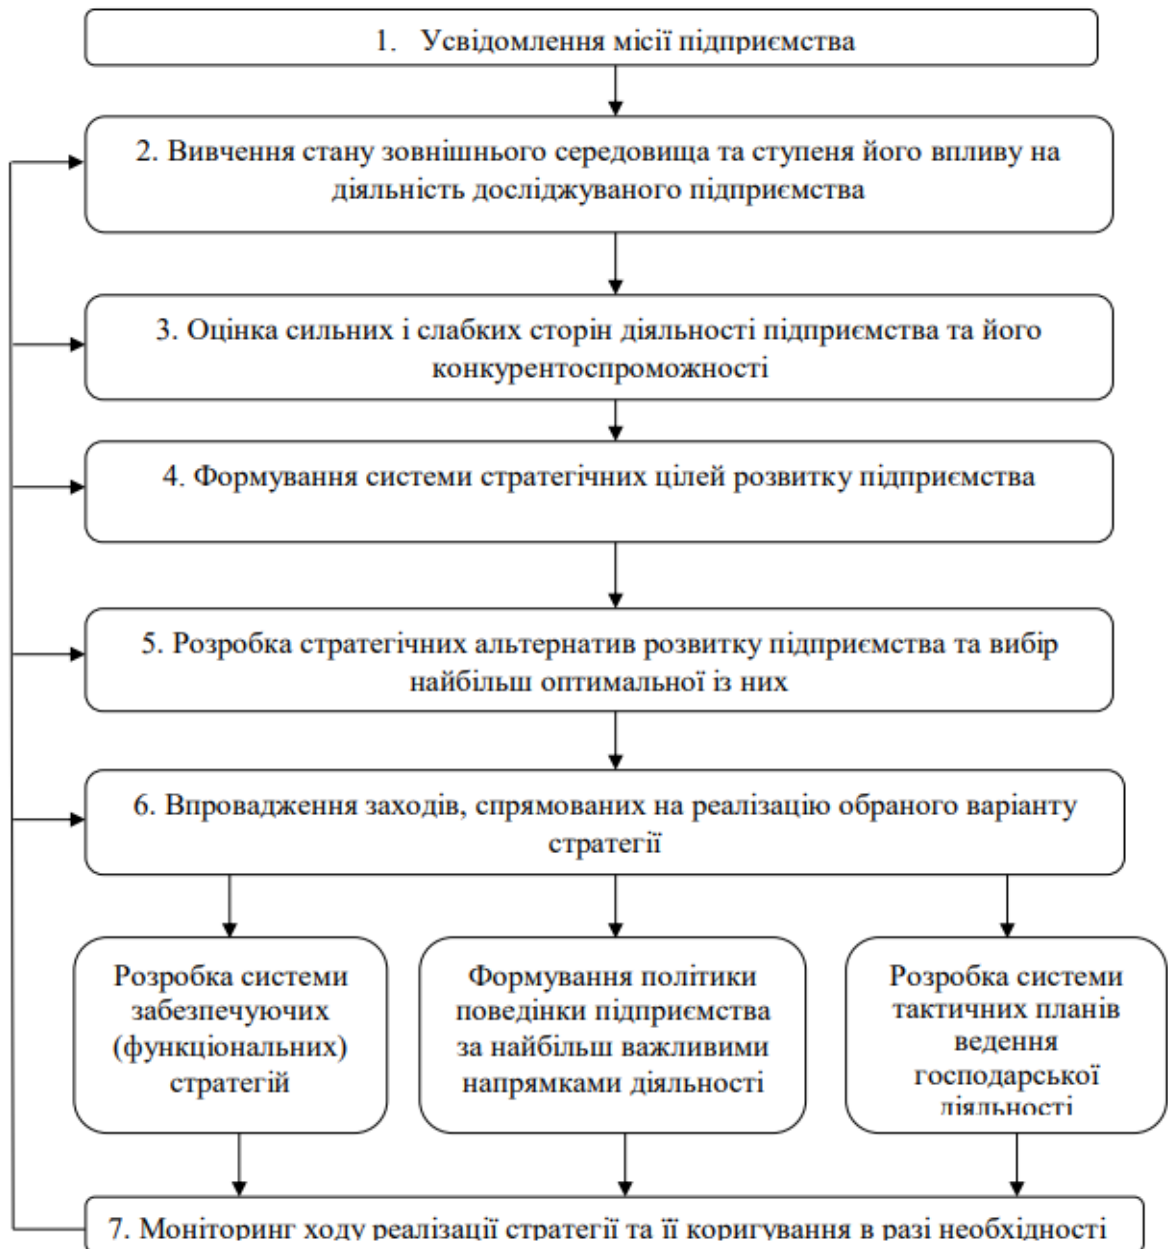 1. Усвідомлення місії підприємства
2. Вивчення стану зовнішнього середовища та ступеня його впливу на
діяльність досліджуваного підприємства
3. Оцінка сильних і слабких сторін діяльності підприємства та його
конкурентоспроможності
4. Формування системи стратегічних цілей розвитку підприємства
5. Розробка стратегічних альтернатив розвитку підприємства та вибір
найбільш оптимальної із них
6. Впровадження заходів, спрямованих на реалізацію обраного варіанту
стратегії
Розробка системи
забезпечуючих
(функціональних)
стратегій
Формування політики
поведінки підприємства
за найбільш важливими
напрямками діяльності
Розробка системи
тактичних планів
ведення
господарської
діяльності
7. Моніторинг ходу реалізації стратегії та її коригування в разі необхідності